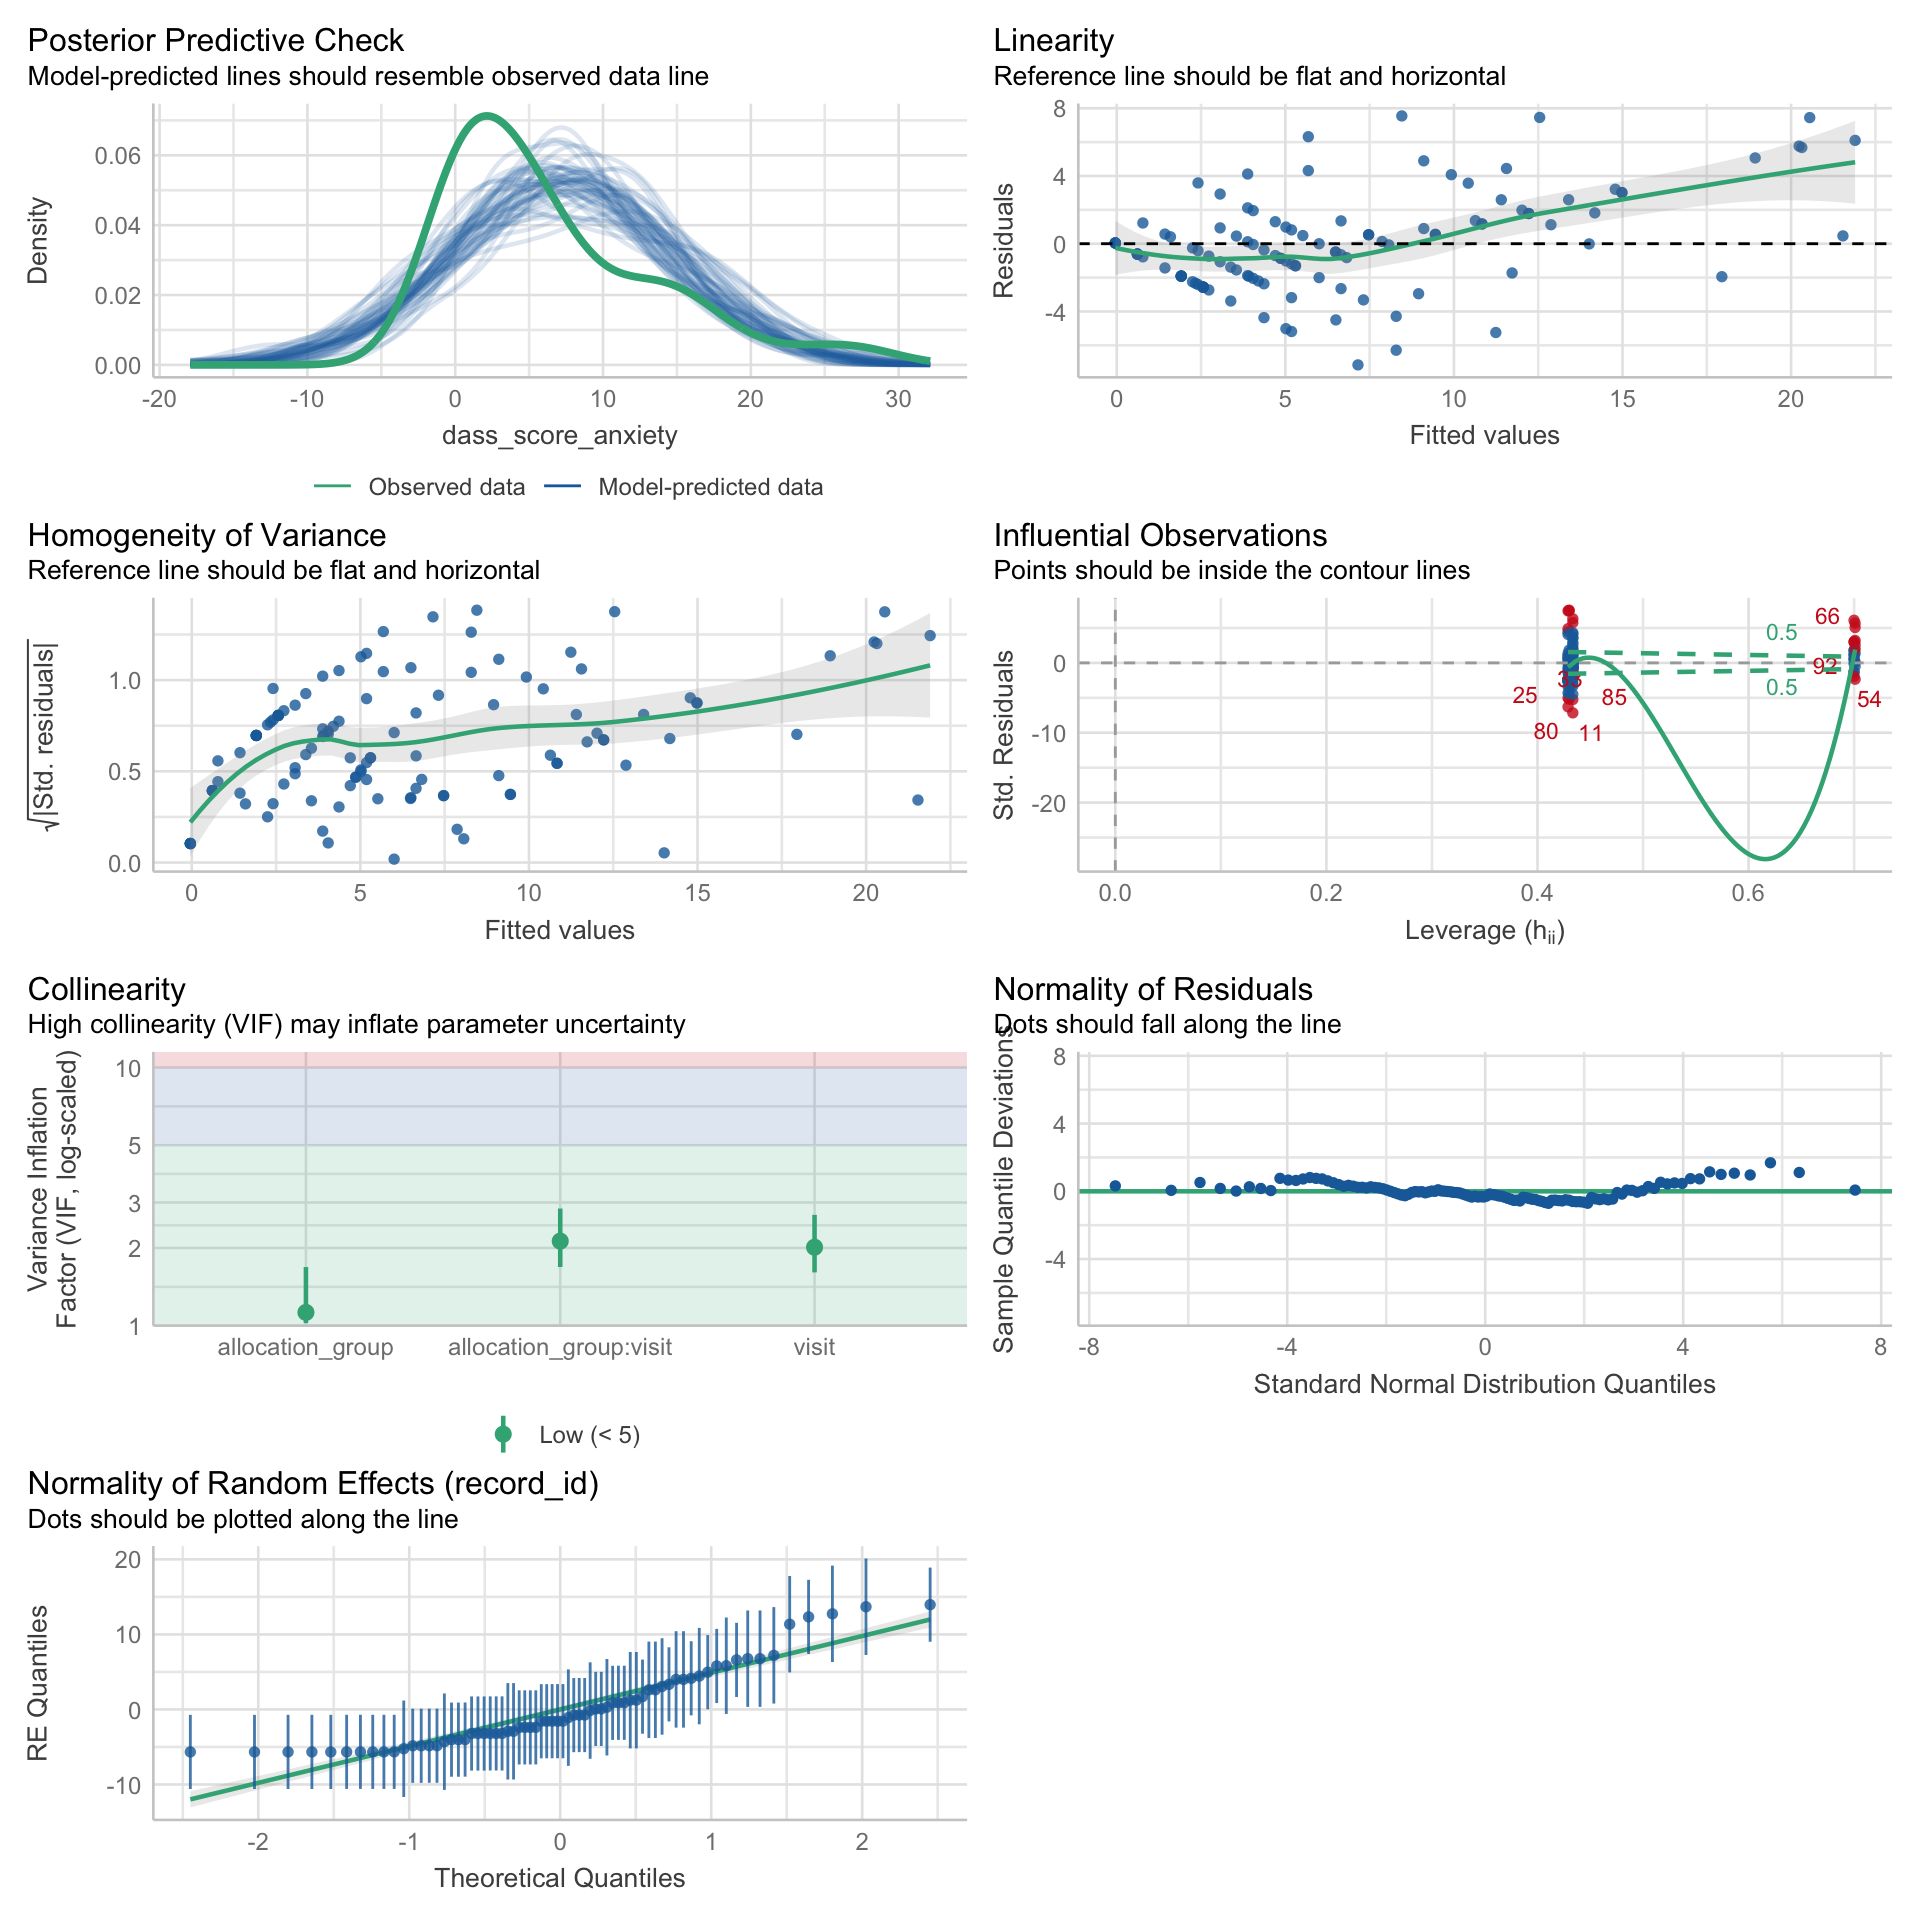 Posterior Predictive Check
Model-predicted lines should resemble observed data line
Density
0.06
0.04
0.02
0.00
-20 -10 0 10 20 30
dass_score_anxiety
Observed data Model-predicted data
Linearity
Reference line should be flat and horizontal
Residuals
8
4
0
-4
0 5 10 15 20
Fitted values
Homogeneity of Variance
Reference line should be flat and horizontal
√|Std. residuals|
1.0
0.5
0.0
0 5 10 15 20
Fitted values
Influential Observations
Points should be inside the contour lines
Std. Residuals
0
-10
-20
66
0.5
92
0.5
54
25
85
80
11
0.0 0.2 0.4 0.6
Leverage (hii)
Collinearity
High collinearity (VIF) may inflate parameter uncertainty
Variance Inflation
Factor (VIF, log-scaled)
10
5
3
2
1
allocation_group allocation_group:visit visit
Low (< 5)
Normality of Residuals
Dots should fall along the line
Sample Quantile Deviations
8
4
0
-4
-8 -4 0 4 8
Standard Normal Distribution Quantiles
Normality of Random Effects (record_id)
Dots should be plotted along the line
RE Quantiles
20
10
0
-10
-2 -1 0 1 2
Theoretical Quantiles